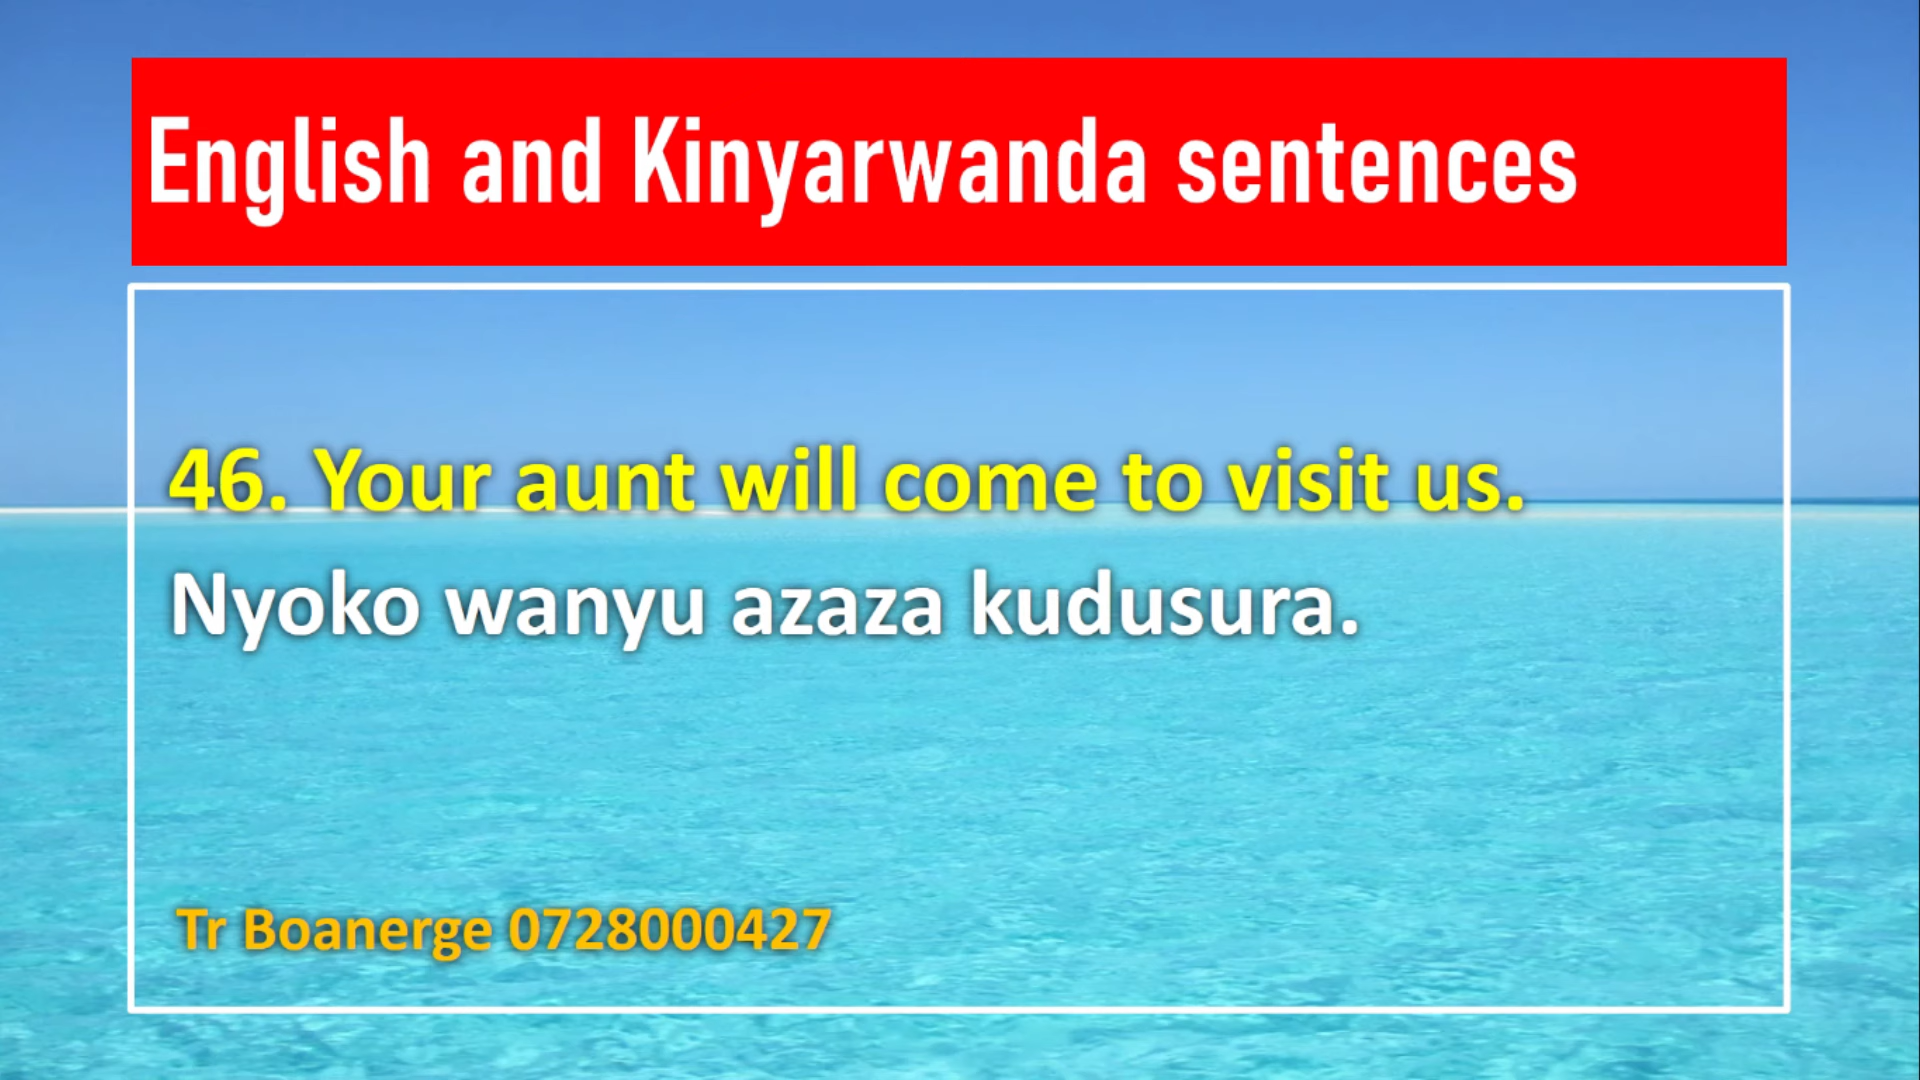 English and Kinyarwanda sentences
46. Your aunt will come to visit us.
Nyoko wanyu azaza kudusura.
Tr Boanerge 0728000427